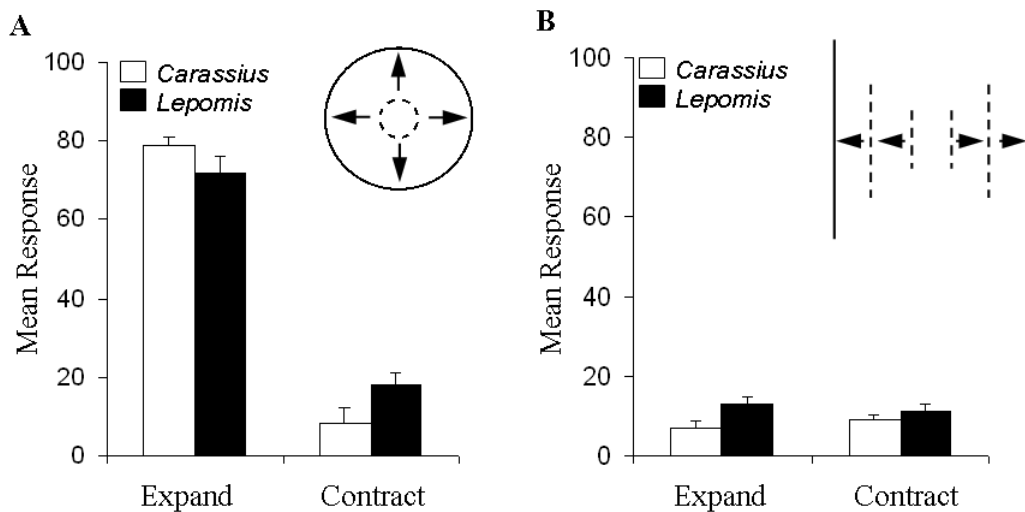 A
Carassius
Lepomis
100
80
60
40
20
0
Mean Response
Expand Contract
B
Carassius
Lepomis
100
80
60
40
20
0
Mean Response
Expand Contract